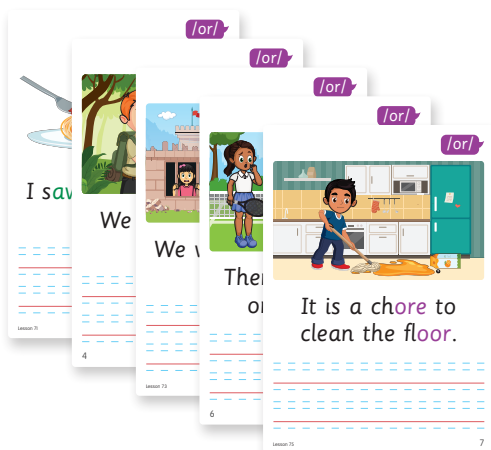 /or/
I saw
Lesson 71
/or/
We
4
/or/
We
Lesson 73
/or/
6
/or/
It is a chore to
clean the floor.
Lesson 75
7